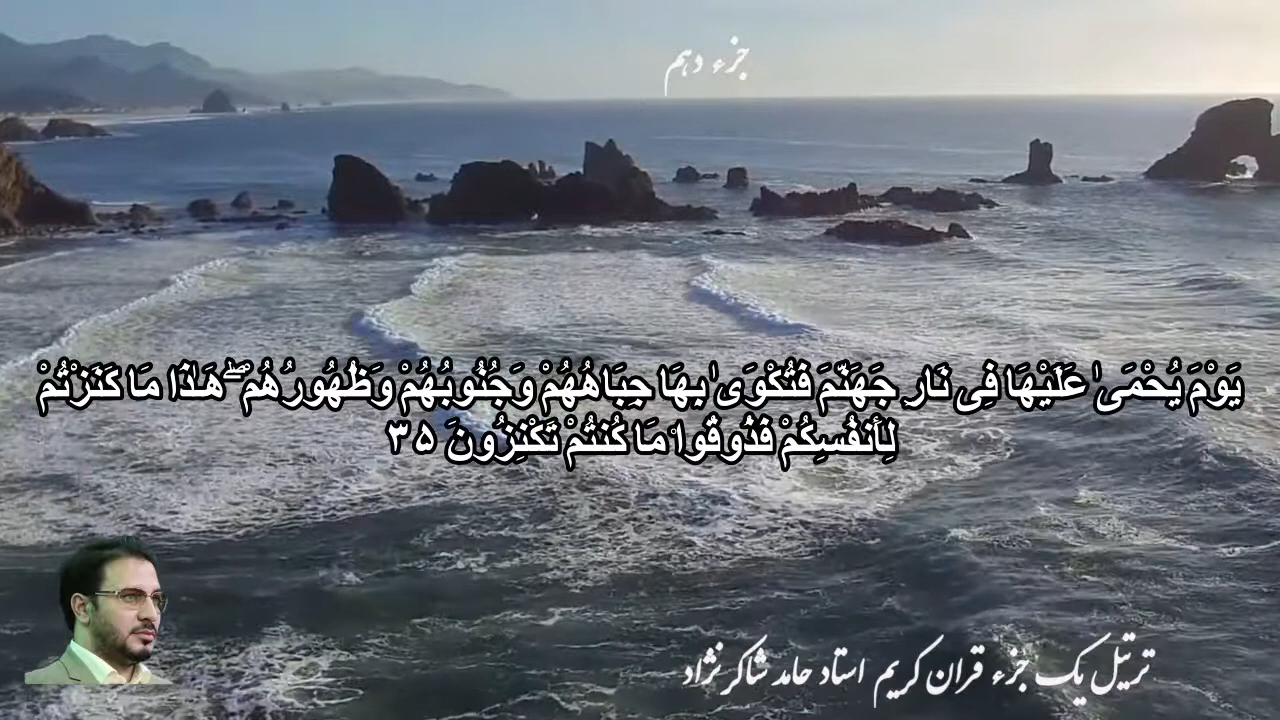 جزء دهم
يَوْمَ يُحْمَىٰ عَلَيْهَا فِى نَارِ جَهَنَّمَ فَتُكْوَىٰ بِهَا جِبَاهُهُمْ وَجُنُوبُهُمْ وَظُهُورُهُمْ ۖ هَـٰذَا مَا كَنَزْتُمْ
لِأَنفُسِكُمْ فَذُوقُوا۟ مَا كُنتُمْ تَكْنِزُونَ ۳۵
ترتیل یک جزء قران کریم استاد حامد شاکرنژاد